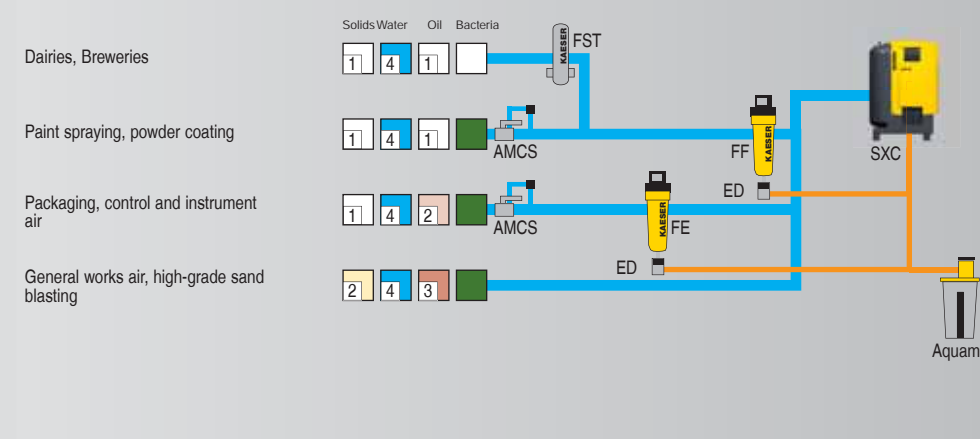 Solids Water Oil Bacteria
Dairies, Breweries
1 4 1
KAESER
FST
Paint spraying, powder coating
1 4 1
AMCS
FF
KAESER
SXC
ED
Packaging, control and instrument
air
1 4 2
AMCS
KAESER
FE
ED
General works air, high-grade sand
blasting
2 4 3
Aquam